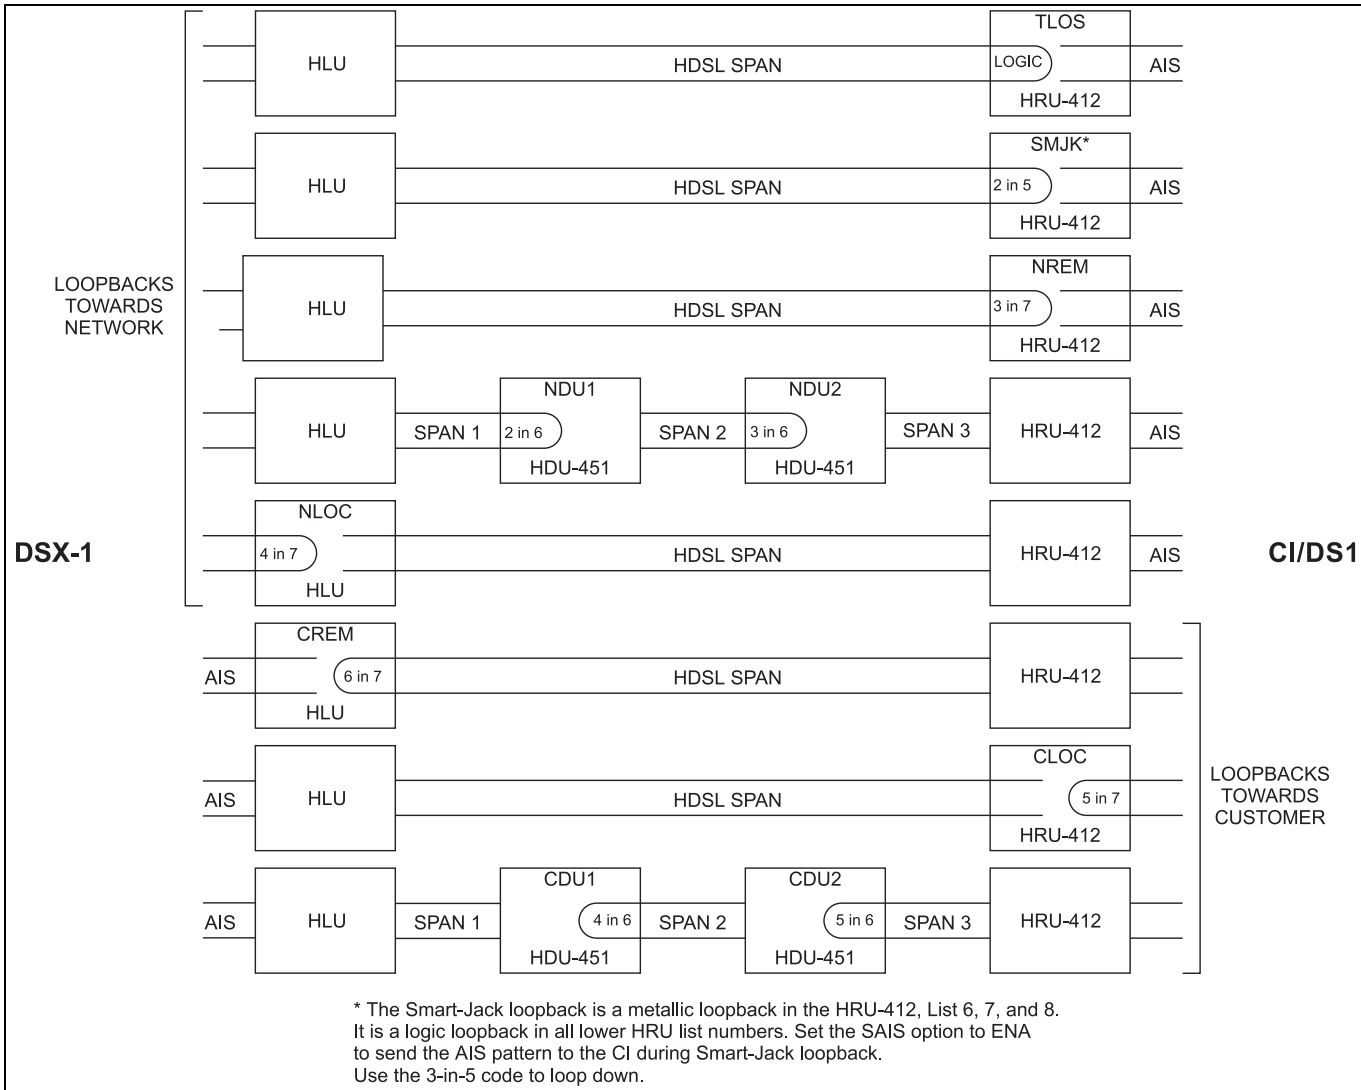 TLOS
HLU
HDSL SPAN
LOGIC
AIS
HRU-412
SMJK*
HLU
HDSL SPAN
2 in 5
AIS
HRU-412
LOOPBACKS
TOWARDS
NETWORK
NREM
HLU
HDSL SPAN
3 in 7
AIS
HRU-412
NDU1
NDU2
HLU
SPAN 1
2 in 6
SPAN 2
3 in 6
SPAN 3
HRU-412
AIS
HDU-451
HDU-451
DSX-1
NLOC
4 in 7
HDSL SPAN
HRU-412
AIS
CI/DS1
HLU
CREM
AIS
6 in 7
HDSL SPAN
HRU-412
HLU
CLOC
AIS
HLU
HDSL SPAN
5 in 7
HRU-412
LOOPBACKS
TOWARDS
CUSTOMER
CDU1
CDU2
AIS
HLU
SPAN 1
4 in 6
SPAN 2
5 in 6
SPAN 3
HRU-412
HDU-451
HDU-451
* The Smart-Jack loopback is a metallic loopback in the HRU-412, List 6, 7, and 8.
It is a logic loopback in all lower HRU list numbers. Set the SAIS option to ENA
to send the AIS pattern to the CI during Smart-Jack loopback.
Use the 3-in-5 code to loop down.